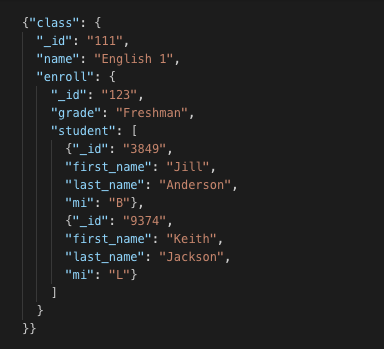 {"class": {
"_id": "111",
"name": "English 1",
"enroll": {
"_id": "123",
"grade": "Freshman",
"student": [
{"_id": "3849",
"first_name": "Jill",
"last_name": "Anderson",
"mi": "B"},
{"_id": "9374",
"first_name": "Keith",
"last_name": "Jackson",
"mi": "L"}
]
}
}}